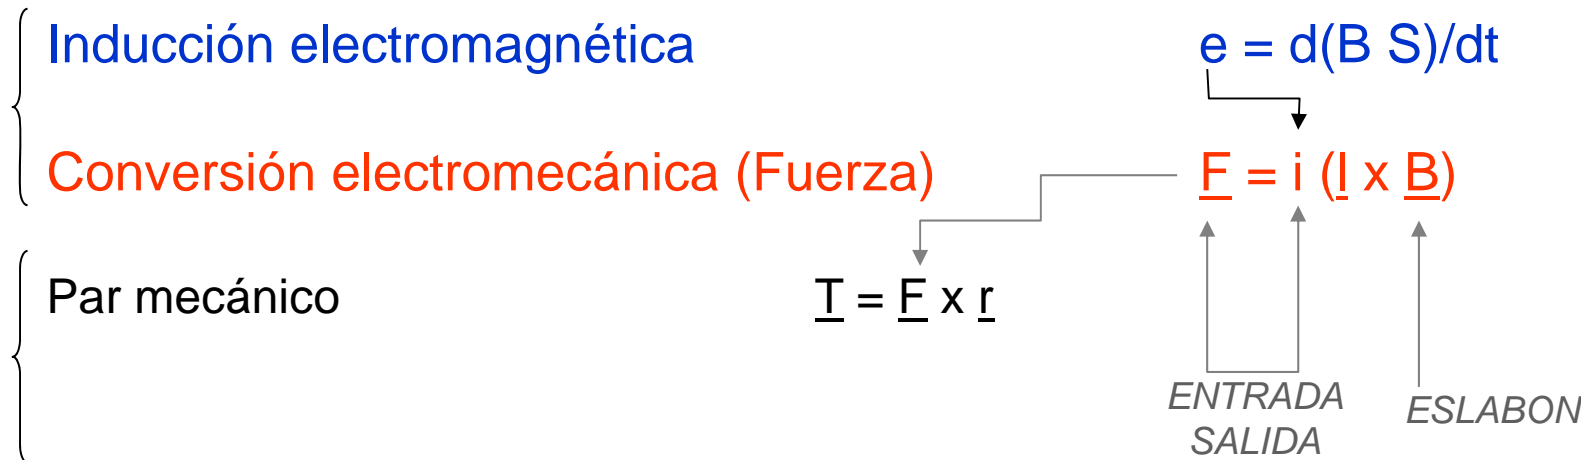 Inducción electromagnética e = d(B S)/dt
Conversión electromecánica (Fuerza) F = i (l x B)
Par mecánico T = F x r
ENTRADA
SALIDA
ESLABON